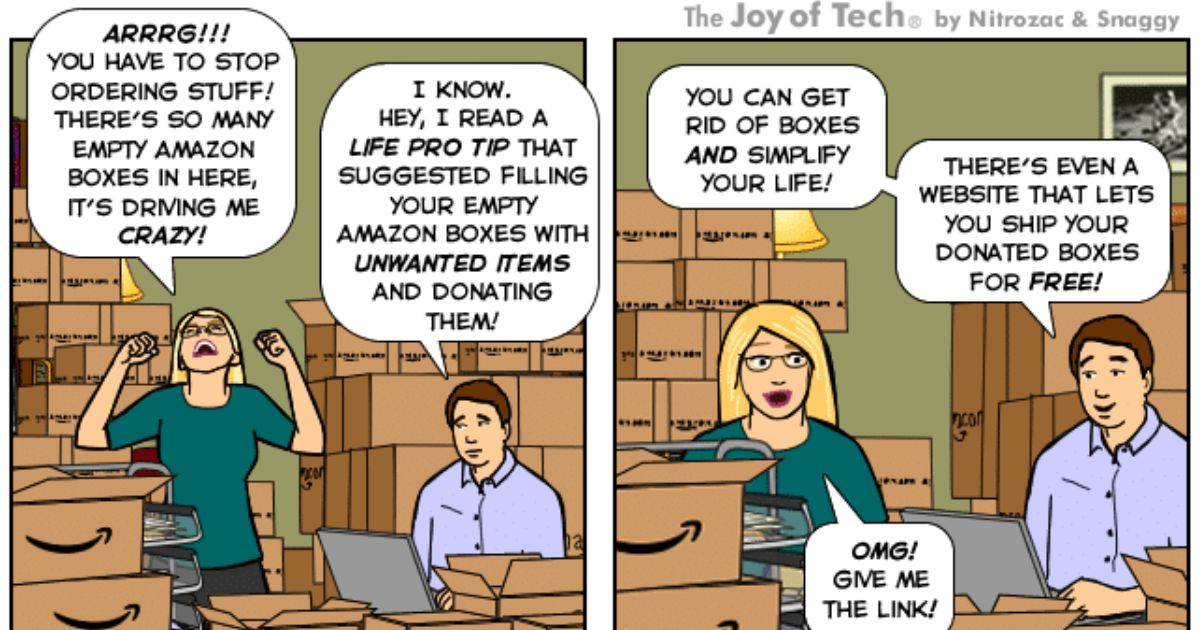 The Joy of Tech® by Nitrozac & Snaggy
ARRRG!!!
YOU HAVE TO STOP
ORDERING STUFF!
THERE'S SO MANY
EMPTY AMAZON
BOXES IN HERE,
IT'S DRIVING ME
CRAZY!
I KNOW.
HEY, I READ A
LIFE PRO TIP THAT
SUGGESTED FILLING
YOUR EMPTY
AMAZON BOXES WITH
UNWANTED ITEMS
AND DONATING
THEM!
YOU CAN GET
RID OF BOXES
AND SIMPLIFY
YOUR LIFE!
THERE'S EVEN A
WEBSITE THAT LETS
YOU SHIP YOUR
DONATED BOXES
FOR FREE!
OMG!
GIVE ME
THE LINK!